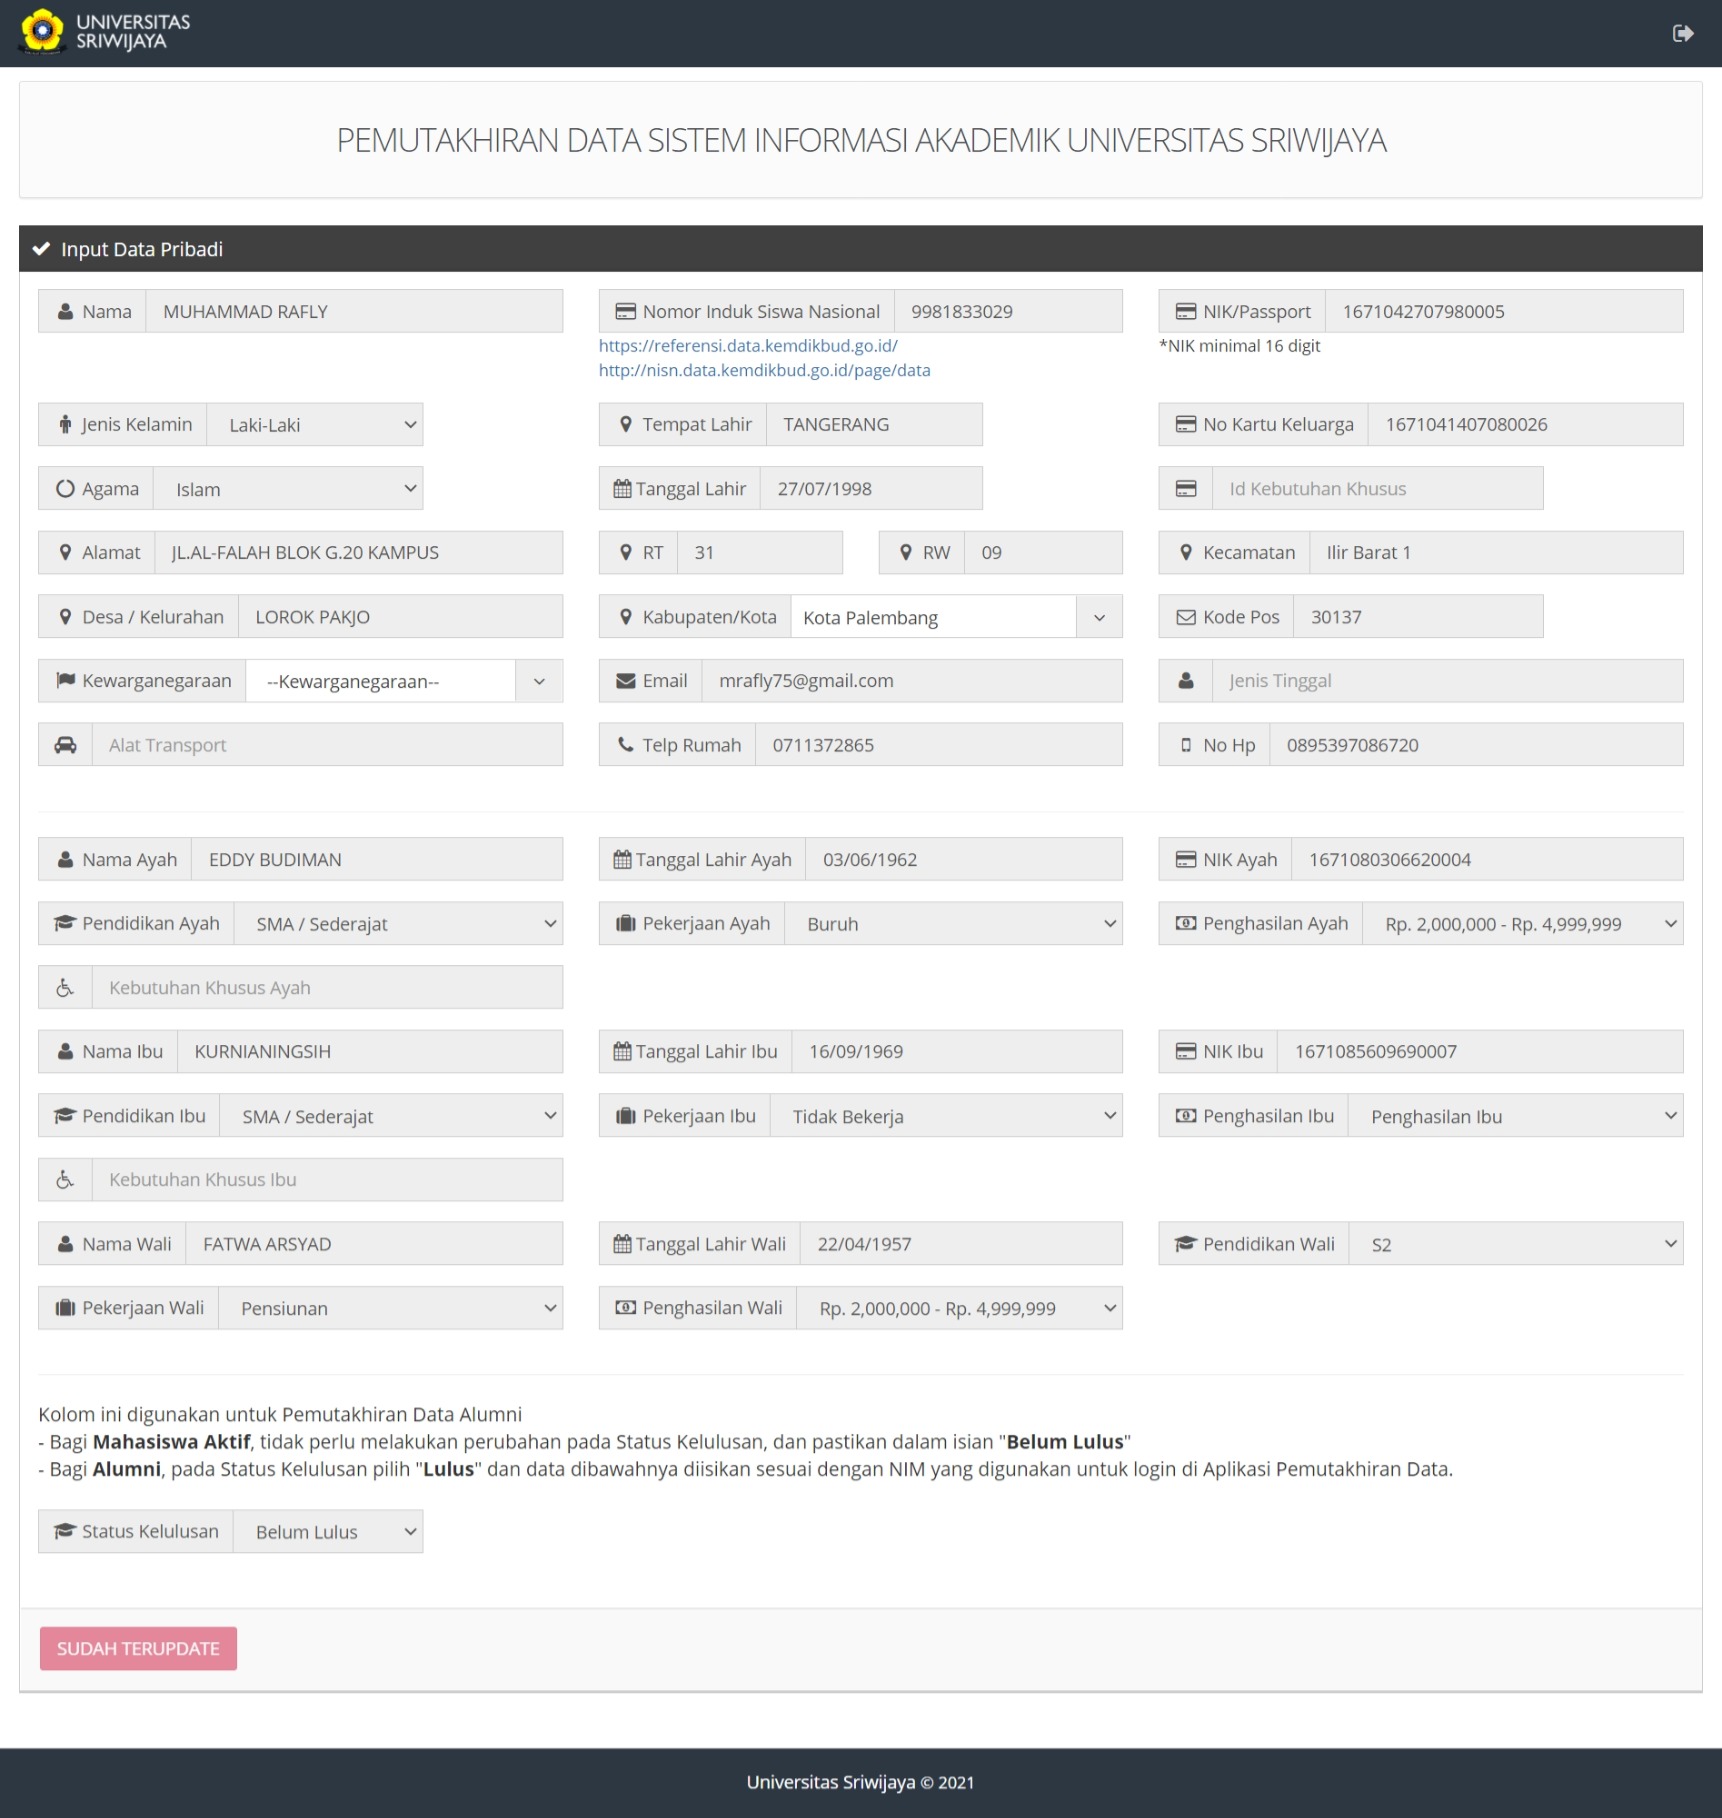 UNIVERSITAS
SRIWIJAYA
PEMUTAKHIRAN DATA SISTEM INFORMASI AKADEMIK UNIVERSITAS SRIWIJAYA
Input Data Pribadi
Nama MUHAMMAD RAFLY
Nomor Induk Siswa Nasional 9981833029
NIK/Passport 1671042707980005
https://referensi.data.kemdikbud.go.id/
http://nisn.data.kemdikbud.go.id/page/data
*NIK minimal 16 digit
Jenis Kelamin Laki-Laki
Tempat Lahir TANGERANG
No Kartu Keluarga 1671041407080026
Agama Islam
Tanggal Lahir 27/07/1998
Id Kebutuhan Khusus
Alamat JL.AL-FALAH BLOK G.20 KAMPUS
RT 31
RW 09
Kecamatan Ilir Barat 1
Desa / Kelurahan LOROK PAKJO
Kabupaten/Kota Kota Palembang
Kode Pos 30137
Kewarganegaraan --Kewarganegaraan--
Email mrafly75@gmail.com
Jenis Tinggal
Alat Transport
Telp Rumah 0711372865
No Hp 0895397086720
Nama Ayah EDDY BUDIMAN
Tanggal Lahir Ayah 03/06/1962
NIK Ayah 1671080306620004
Pendidikan Ayah SMA / Sederajat
Pekerjaan Ayah Buruh
Penghasilan Ayah Rp. 2,000,000 - Rp. 4,999,999
Kebutuhan Khusus Ayah
Nama Ibu KURNIANINGSIH
Tanggal Lahir Ibu 16/09/1969
NIK Ibu 1671085609690007
Pendidikan Ibu SMA / Sederajat
Pekerjaan Ibu Tidak Bekerja
Penghasilan Ibu Penghasilan Ibu
Kebutuhan Khusus Ibu
Nama Wali FATWA ARSYAD
Tanggal Lahir Wali 22/04/1957
Pendidikan Wali S2
Pekerjaan Wali Pensiunan
Penghasilan Wali Rp. 2,000,000 - Rp. 4,999,999
Kolom ini digunakan untuk Pemutakhiran Data Alumni
- Bagi Mahasiswa Aktif, tidak perlu melakukan perubahan pada Status Kelulusan, dan pastikan dalam isian "Belum Lulus"
- Bagi Alumni, pada Status Kelulusan pilih "Lulus" dan data dibawahnya diisikan sesuai dengan NIM yang digunakan untuk login di Aplikasi Pemutakhiran Data.
Status Kelulusan Belum Lulus
SUDAH TERUPDATE
Universitas Sriwijaya © 2021